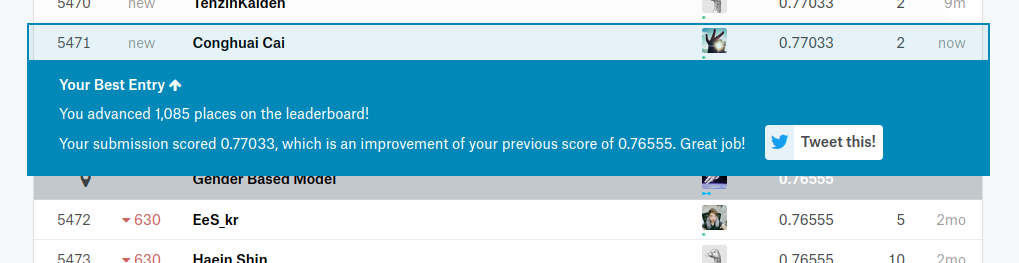 5470 new TenzinKalden 0.77033 2 9m
5471 new Conghuai Cai 0.77033 2 now
Your Best Entry
You advanced 1,085 places on the leaderboard!
Your submission scored 0.77033, which is an improvement of your previous score of 0.76555. Great job!
Tweet this!
Gender Based Model 0.76555
5472 630 EeS_kr 0.76555 5 2mo
5473 630 Haein Shin 0.76555 10 2mo